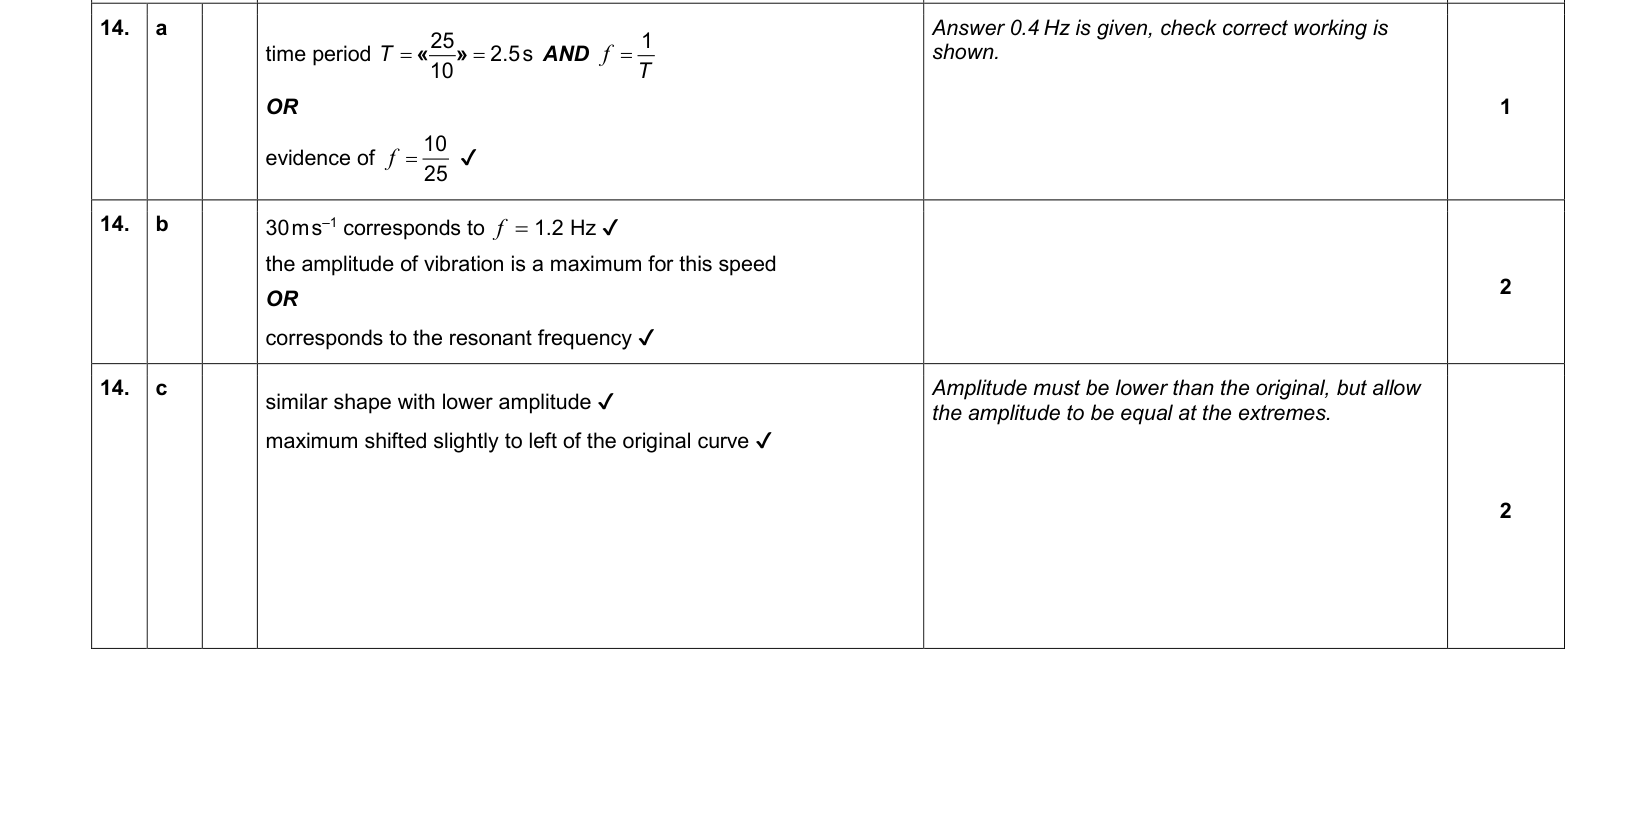 14. a
time period T = «25/10» = 2.5 s AND f = 1/T
OR
evidence of f = 10/25 ✓
Answer 0.4 Hz is given, check correct working is
shown.
1
14. b
30 m s⁻¹ corresponds to f = 1.2 Hz ✓
the amplitude of vibration is a maximum for this speed
OR
corresponds to the resonant frequency ✓
2
14. c
similar shape with lower amplitude ✓
maximum shifted slightly to left of the original curve ✓
Amplitude must be lower than the original, but allow
the amplitude to be equal at the extremes.
2